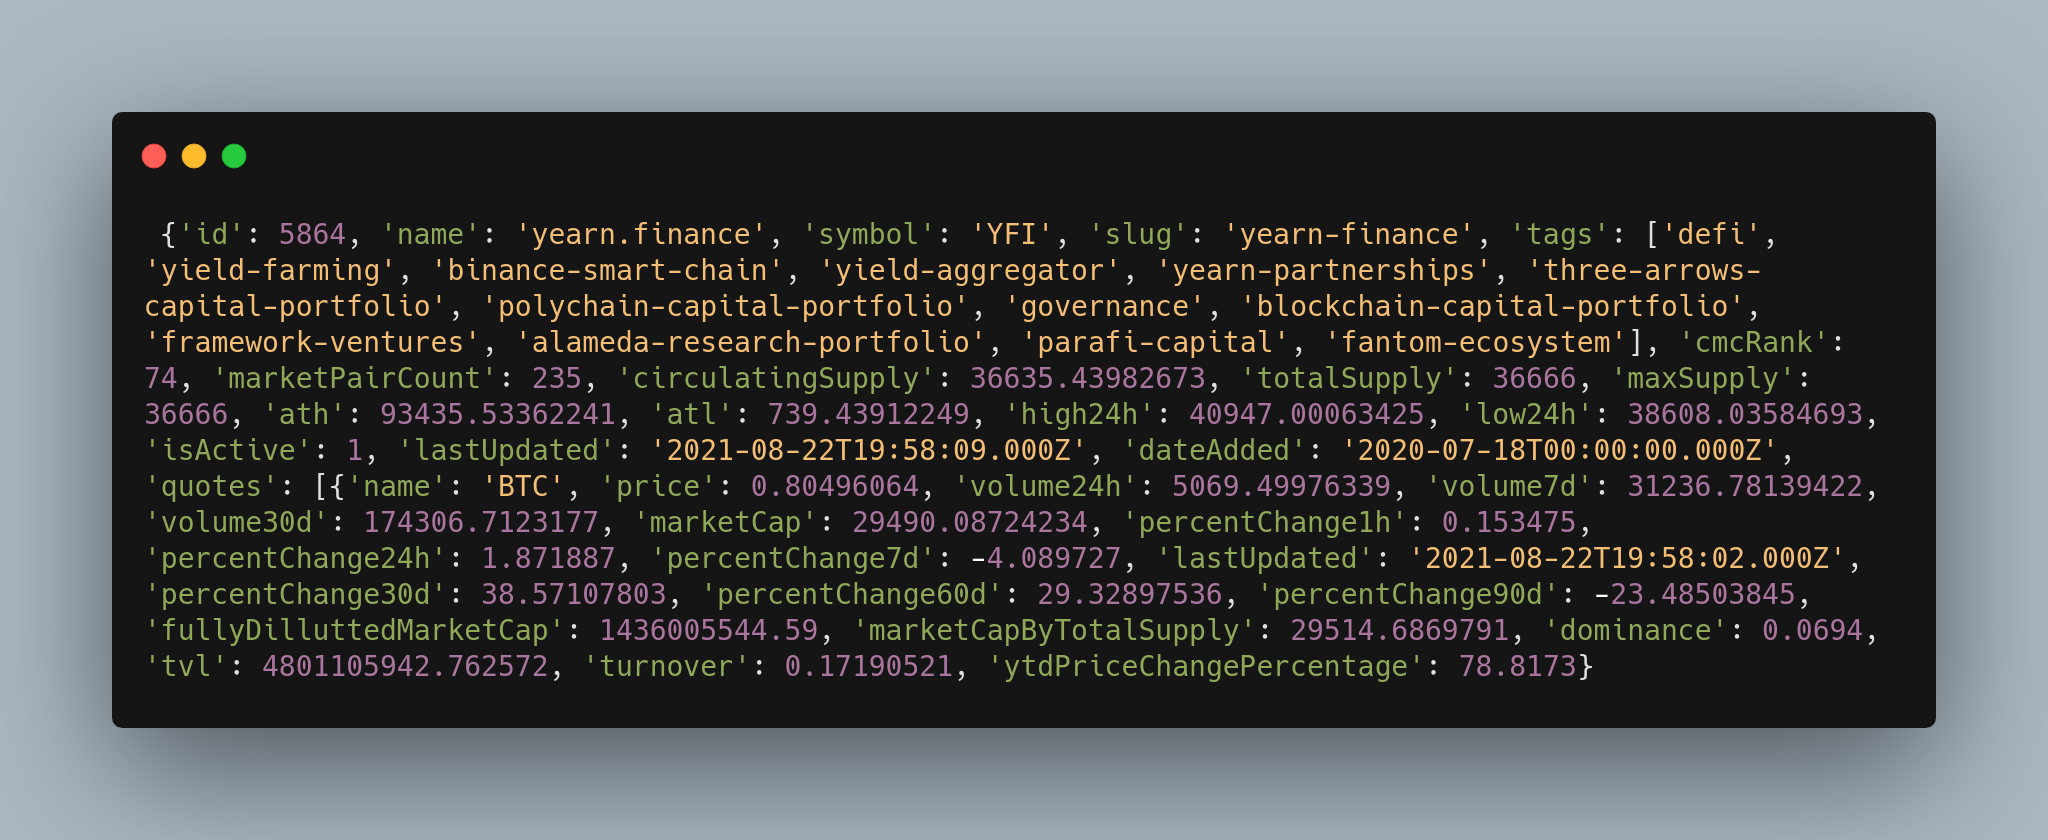 {'id': 5864, 'name': 'yearn.finance', 'symbol': 'YFI', 'slug': 'yearn-finance', 'tags': ['defi',
'yield-farming', 'binance-smart-chain', 'yield-aggregator', 'yearn-partnerships', 'three-arrows-
capital-portfolio', 'polychain-capital-portfolio', 'governance', 'blockchain-capital-portfolio',
'framework-ventures', 'alameda-research-portfolio', 'parafi-capital', 'fantom-ecosystem'], 'cmcRank':
74, 'marketPairCount': 235, 'circulatingSupply': 36635.43982673, 'totalSupply': 36666, 'maxSupply':
36666, 'ath': 93435.53362241, 'atl': 739.43912249, 'high24h': 40947.00063425, 'low24h': 38608.03584693,
'isActive': 1, 'lastUpdated': '2021-08-22T19:58:09.000Z', 'dateAdded': '2020-07-18T00:00:00.000Z',
'quotes': [{'name': 'BTC', 'price': 0.80496064, 'volume24h': 5069.49976339, 'volume7d': 31236.78139422,
'volume30d': 174306.7123177, 'marketCap': 29490.08724234, 'percentChange1h': 0.153475,
'percentChange24h': 1.871887, 'percentChange7d': -4.089727, 'lastUpdated': '2021-08-22T19:58:02.000Z',
'percentChange30d': 38.57107803, 'percentChange60d': 29.32897536, 'percentChange90d': -23.48503845,
'fullyDilluttedMarketCap': 1436005544.59, 'marketCapByTotalSupply': 29514.6869791, 'dominance': 0.0694,
'tvl': 4801105942.762572, 'turnover': 0.17190521, 'ytdPriceChangePercentage': 78.8173}